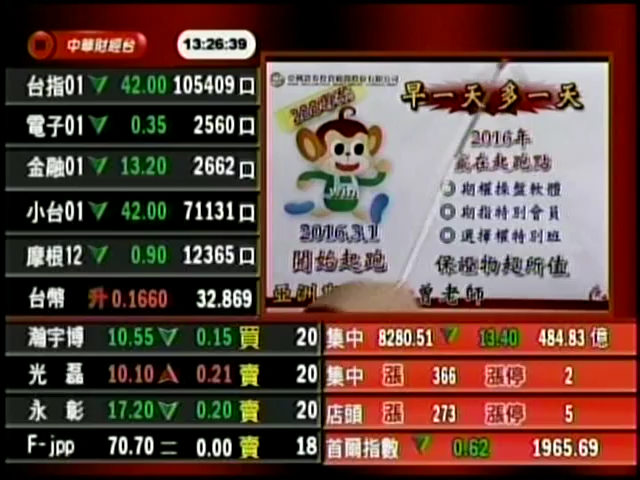 中華財經台
13:26:39
台指01 42.00 105409口
電子01 0.35 2560口
金融01 13.20 2662口
小台01 42.00 71131口
摩根12 0.90 12365口
台幣 升0.1660 32.869
早一天 多一天
2016年
贏在起跑點
期權操盤軟體
期指特別會員
選擇權特別班
win
2016.3.1
開始起跑
保證物超所值
亞洲
曾老師
瀚宇博 10.55 0.15 買 20
光磊 10.10 0.21 賣 20
永彰 17.20 0.20 賣 20
F-jpp 70.70 二 0.00 賣 18
集中 8280.51 13.40 484.83億
集中 漲 366 漲停 2
店頭 漲 273 漲停 5
首爾指數 0.62 1965.69